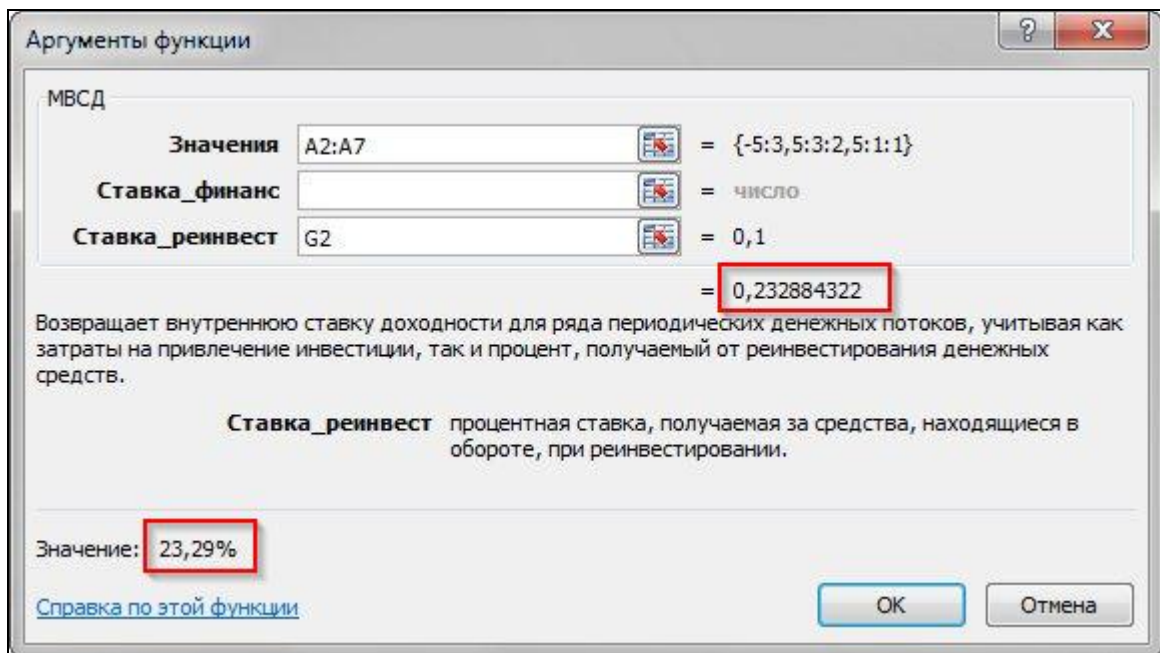 Аргументы функции
МВСД
Значения A2:A7 = {-5:3,5:3:2,5:1:1}
Ставка_финанс = число
Ставка_реинвест G2 = 0,1
= 0,232884322
Возвращает внутреннюю ставку доходности для ряда периодических денежных потоков, учитывая как
затраты на привлечение инвестиции, так и процент, получаемый от реинвестирования денежных
средств.
Ставка_реинвест процентная ставка, получаемая за средства, находящиеся в
обороте, при реинвестировании.
Значение: 23,29%
Справка по этой функции
ОК Отмена